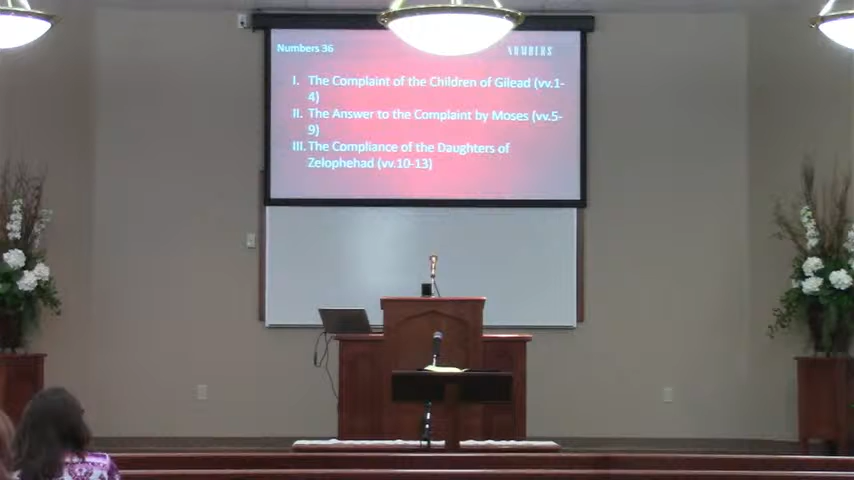 Numbers 36
NUMBERS
I. The Complaint of the Children of Gilead (vv.1-
4)
II. The Answer to the Complaint by Moses (vv.5-
9)
III. The Compliance of the Daughters of
Zelophehad (vv.10-13)